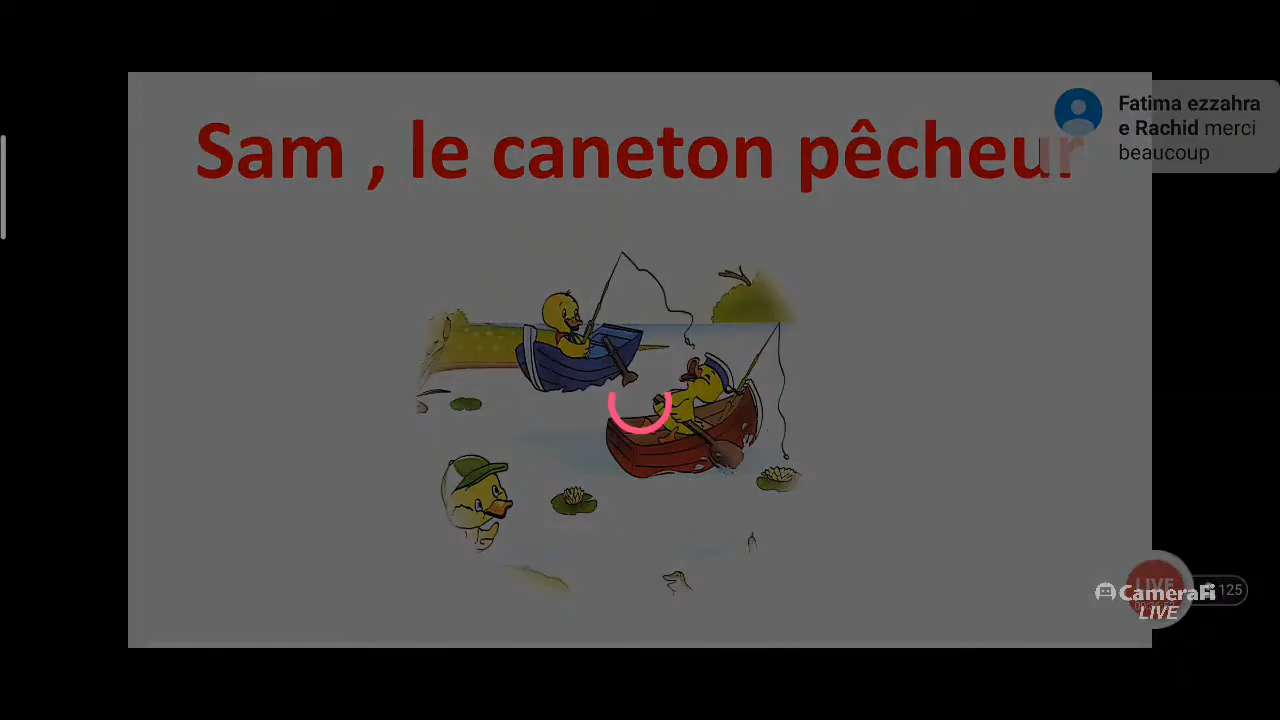 Sam , le caneton pêcheur
Fatima ezzahra
e Rachid merci
beaucoup
LIVE
125
CameraFi
LIVE